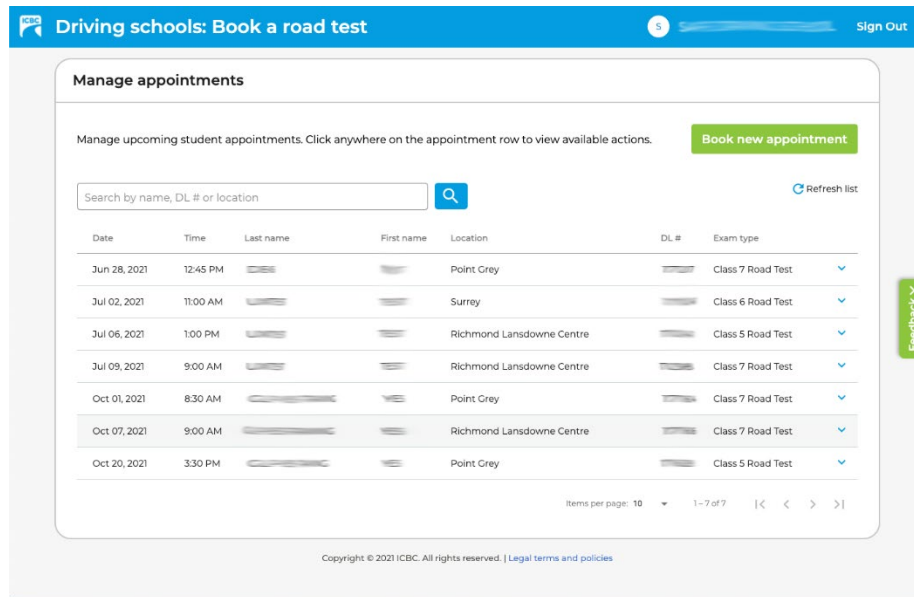 ICBC Driving schools: Book a road test S Sign Out
Manage appointments
Manage upcoming student appointments. Click anywhere on the appointment row to view available actions. Book new appointment
Search by name, DL # or location Refresh list
Date Time Last name First name Location DL # Exam type
Jun 28, 2021 12:45 PM Point Grey Class 7 Road Test
Jul 02, 2021 11:00 AM Surrey Class 6 Road Test
Jul 06, 2021 1:00 PM Richmond Lansdowne Centre Class 5 Road Test
Feedback X
Jul 09, 2021 9:00 AM Richmond Lansdowne Centre Class 7 Road Test
Oct 01, 2021 8:30 AM Point Grey Class 7 Road Test
Oct 07, 2021 9:00 AM Richmond Lansdowne Centre Class 7 Road Test
Oct 20, 2021 3:30 PM Point Grey Class 5 Road Test
Items per page: 10 1 – 7 of 7 |< < > >|
Copyright © 2021 ICBC. All rights reserved. | Legal terms and policies